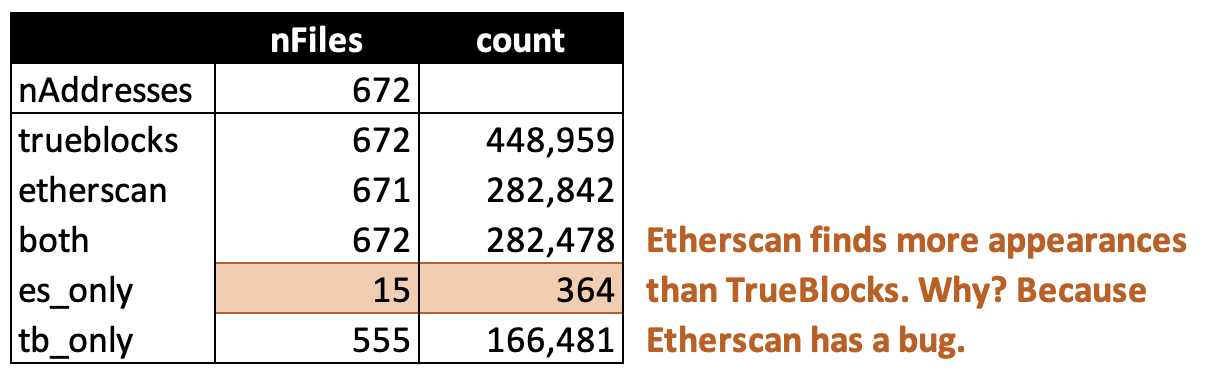 nFiles count
nAddresses 672
trueblocks 672 448,959
etherscan 671 282,842
both 672 282,478 Etherscan finds more appearances
es_only 15 364 than TrueBlocks. Why? Because
tb_only 555 166,481 Etherscan has a bug.